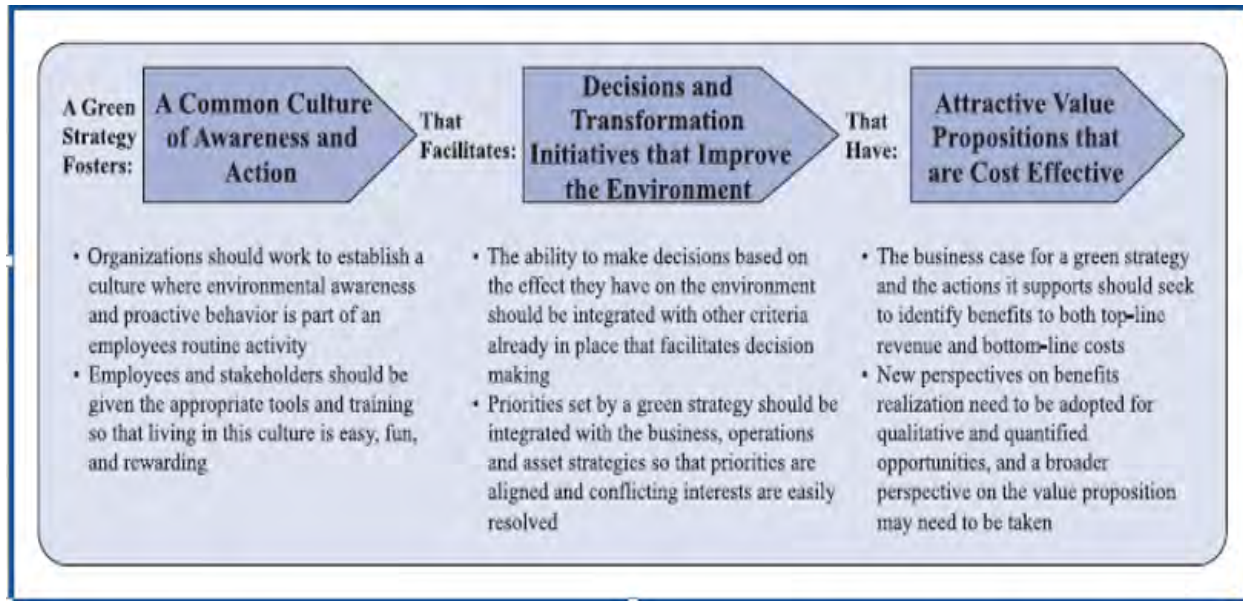 A Green
Strategy
Fosters:
A Common Culture
of Awareness and
Action
That
Facilitates:
Decisions and
Transformation
Initiatives that Improve
the Environment
That
Have:
Attractive Value
Propositions that
are Cost Effective
• Organizations should work to establish a
culture where environmental awareness
and proactive behavior is part of an
employees routine activity
• Employees and stakeholders should be
given the appropriate tools and training
so that living in this culture is easy, fun,
and rewarding
• The ability to make decisions based on
the effect they have on the environment
should be integrated with other criteria
already in place that facilitates decision
making
• Priorities set by a green strategy should be
integrated with the business, operations
and asset strategies so that priorities are
aligned and conflicting interests are easily
resolved
• The business case for a green strategy
and the actions it supports should seek
to identify benefits to both top-line
revenue and bottom-line costs
• New perspectives on benefits
realization need to be adopted for
qualitative and quantified
opportunities, and a broader
perspective on the value proposition
may need to be taken